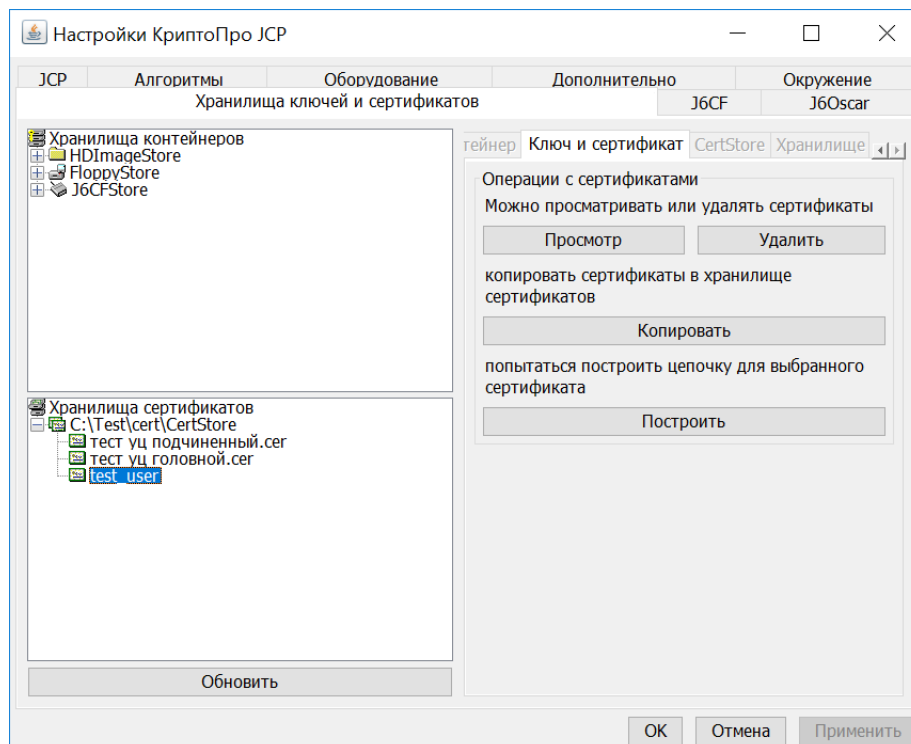 Настройки КриптоПро JCP
JCP Алгоритмы Оборудование Дополнительно Окружение
Хранилища ключей и сертификатов J6CF J6Oscar
Хранилища контейнеров
HDImageStore
FloppyStore
J6CFStore
Хранилища сертификатов
C:\Test\cert\CertStore
тест уц подчиненный.cer
тест уц головной.cer
test_user
Обновить
тейнер Ключ и сертификат CertStore Хранилище
Операции с сертификатами
Можно просматривать или удалять сертификаты
Просмотр Удалить
копировать сертификаты в хранилище
сертификатов
Копировать
попытаться построить цепочку для выбранного
сертификата
Построить
OK Отмена Применить